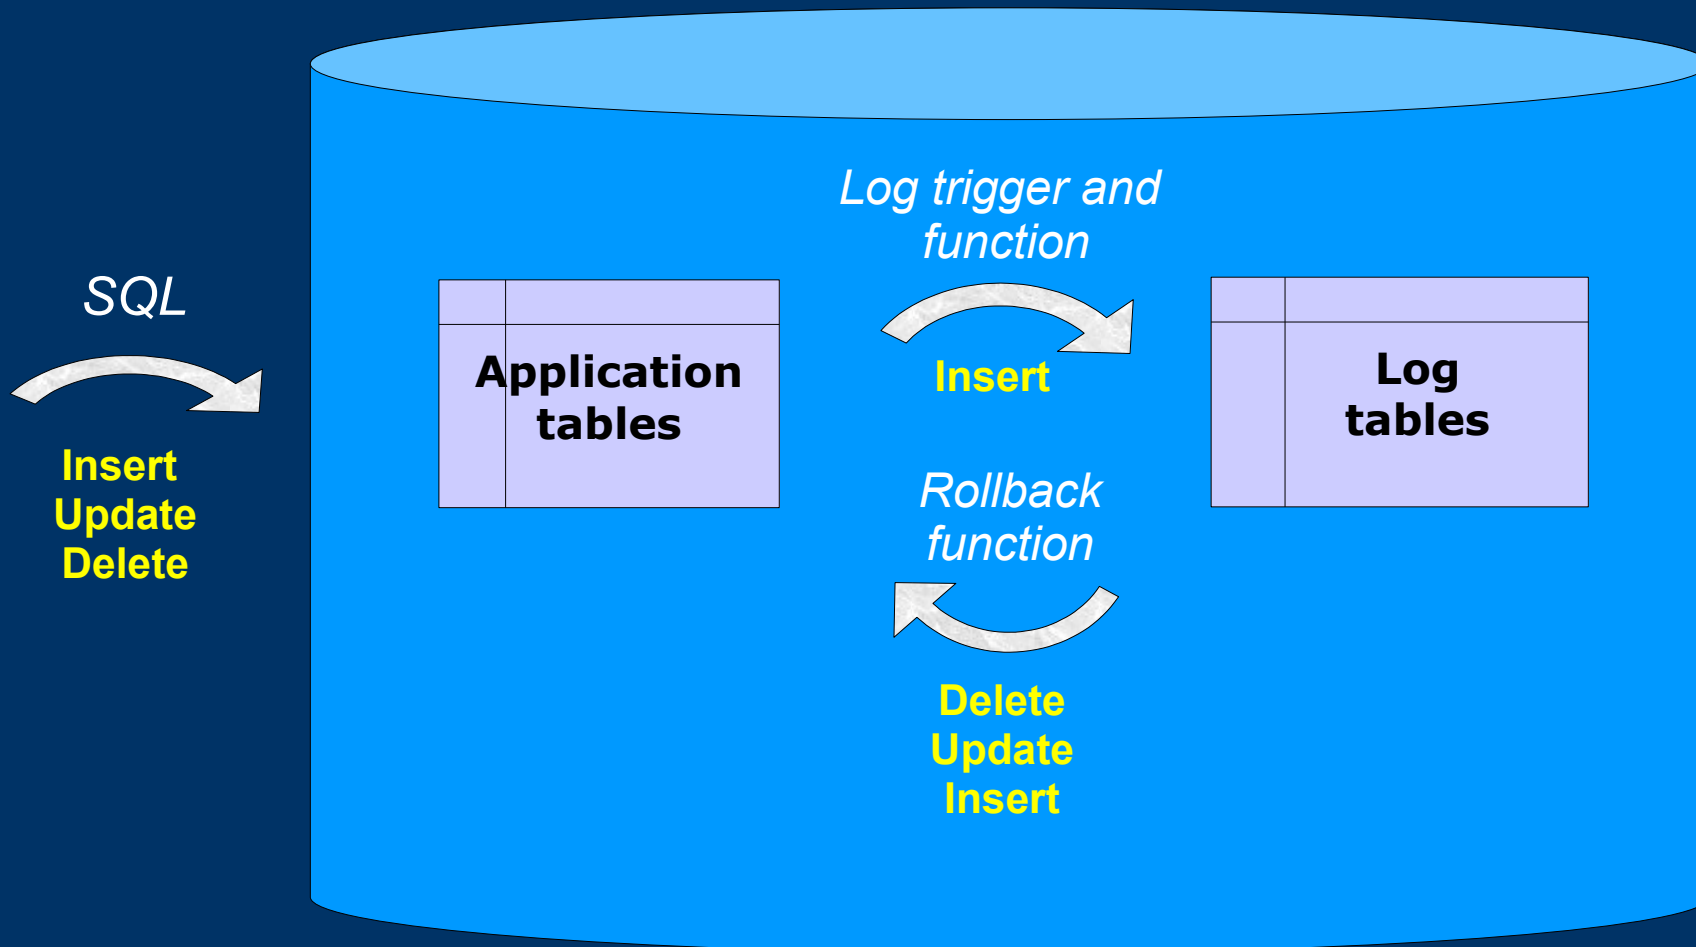 SQL
Insert
Update
Delete
Application
tables
Log trigger and
function
Insert
Rollback
function
Delete
Update
Insert
Log
tables